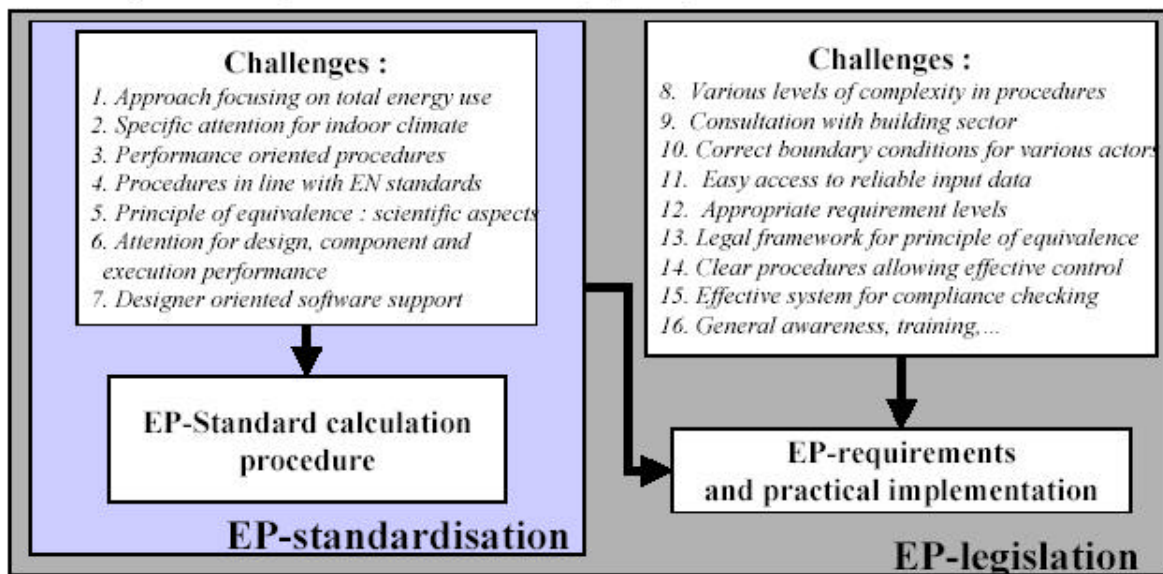 Challenges :
1. Approach focusing on total energy use
2. Specific attention for indoor climate
3. Performance oriented procedures
4. Procedures in line with EN standards
5. Principle of equivalence : scientific aspects
6. Attention for design, component and
execution performance
7. Designer oriented software support
EP-Standard calculation
procedure
EP-standardisation
Challenges :
8. Various levels of complexity in procedures
9. Consultation with building sector
10. Correct boundary conditions for various actors
11. Easy access to reliable input data
12. Appropriate requirement levels
13. Legal framework for principle of equivalence
14. Clear procedures allowing effective control
15. Effective system for compliance checking
16. General awareness, training,...
EP-requirements
and practical implementation
EP-legislation